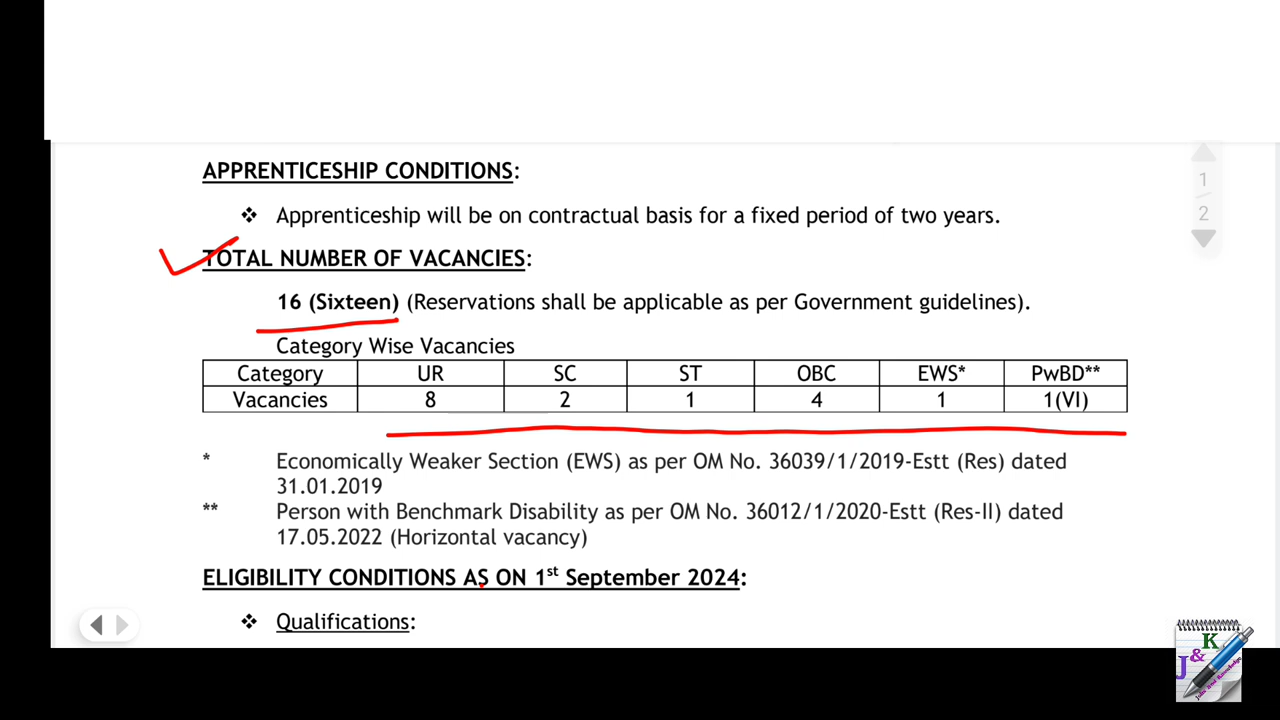 APPRENTICESHIP CONDITIONS:
❖ Apprenticeship will be on contractual basis for a fixed period of two years.
TOTAL NUMBER OF VACANCIES:
16 (Sixteen) (Reservations shall be applicable as per Government guidelines).
Category Wise Vacancies
Category UR SC ST OBC EWS* PwBD**
Vacancies 8 2 1 4 1 1(VI)
* Economically Weaker Section (EWS) as per OM No. 36039/1/2019-Estt (Res) dated
31.01.2019
** Person with Benchmark Disability as per OM No. 36012/1/2020-Estt (Res-II) dated
17.05.2022 (Horizontal vacancy)
ELIGIBILITY CONDITIONS AS ON 1st September 2024:
❖ Qualifications:
1
2
J&K